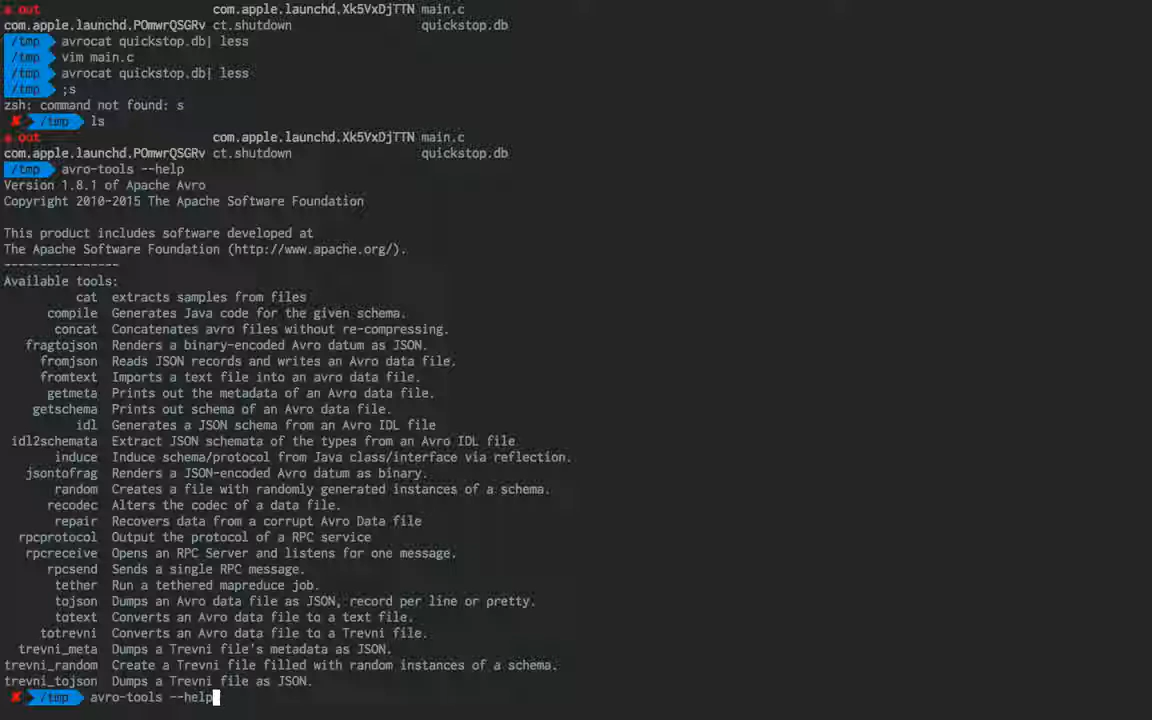 a out com.apple.launchd.Xk5VxDjTTN main.c
com.apple.launchd.POmwrQSGRv ct.shutdown quickstop.db
/tmp avrocat quickstop.db| less
/tmp vim main.c
/tmp avrocat quickstop.db| less
/tmp ;s
zsh: command not found: s
✘ /tmp ls
a out com.apple.launchd.Xk5VxDjTTN main.c
com.apple.launchd.POmwrQSGRv ct.shutdown quickstop.db
/tmp avro-tools --help
Version 1.8.1 of Apache Avro
Copyright 2010-2015 The Apache Software Foundation
This product includes software developed at
The Apache Software Foundation (http://www.apache.org/).
----------------
Available tools:
cat extracts samples from files
compile Generates Java code for the given schema.
concat Concatenates avro files without re-compressing.
fragtojson Renders a binary-encoded Avro datum as JSON.
fromjson Reads JSON records and writes an Avro data file.
fromtext Imports a text file into an avro data file.
getmeta Prints out the metadata of an Avro data file.
getschema Prints out schema of an Avro data file.
idl Generates a JSON schema from an Avro IDL file
idl2schemata Extract JSON schemata of the types from an Avro IDL file
induce Induce schema/protocol from Java class/interface via reflection.
jsontofrag Renders a JSON-encoded Avro datum as binary.
random Creates a file with randomly generated instances of a schema.
recodec Alters the codec of a data file.
repair Recovers data from a corrupt Avro Data file
rpcprotocol Output the protocol of a RPC service
rpcreceive Opens an RPC Server and listens for one message.
rpcsend Sends a single RPC message.
tether Run a tethered mapreduce job.
tojson Dumps an Avro data file as JSON, record per line or pretty.
totext Converts an Avro data file to a text file.
totrevni Converts an Avro data file to a Trevni file.
trevni_meta Dumps a Trevni file's metadata as JSON.
trevni_random Create a Trevni file filled with random instances of a schema.
trevni_tojson Dumps a Trevni file as JSON.
✘ /tmp avro-tools --help